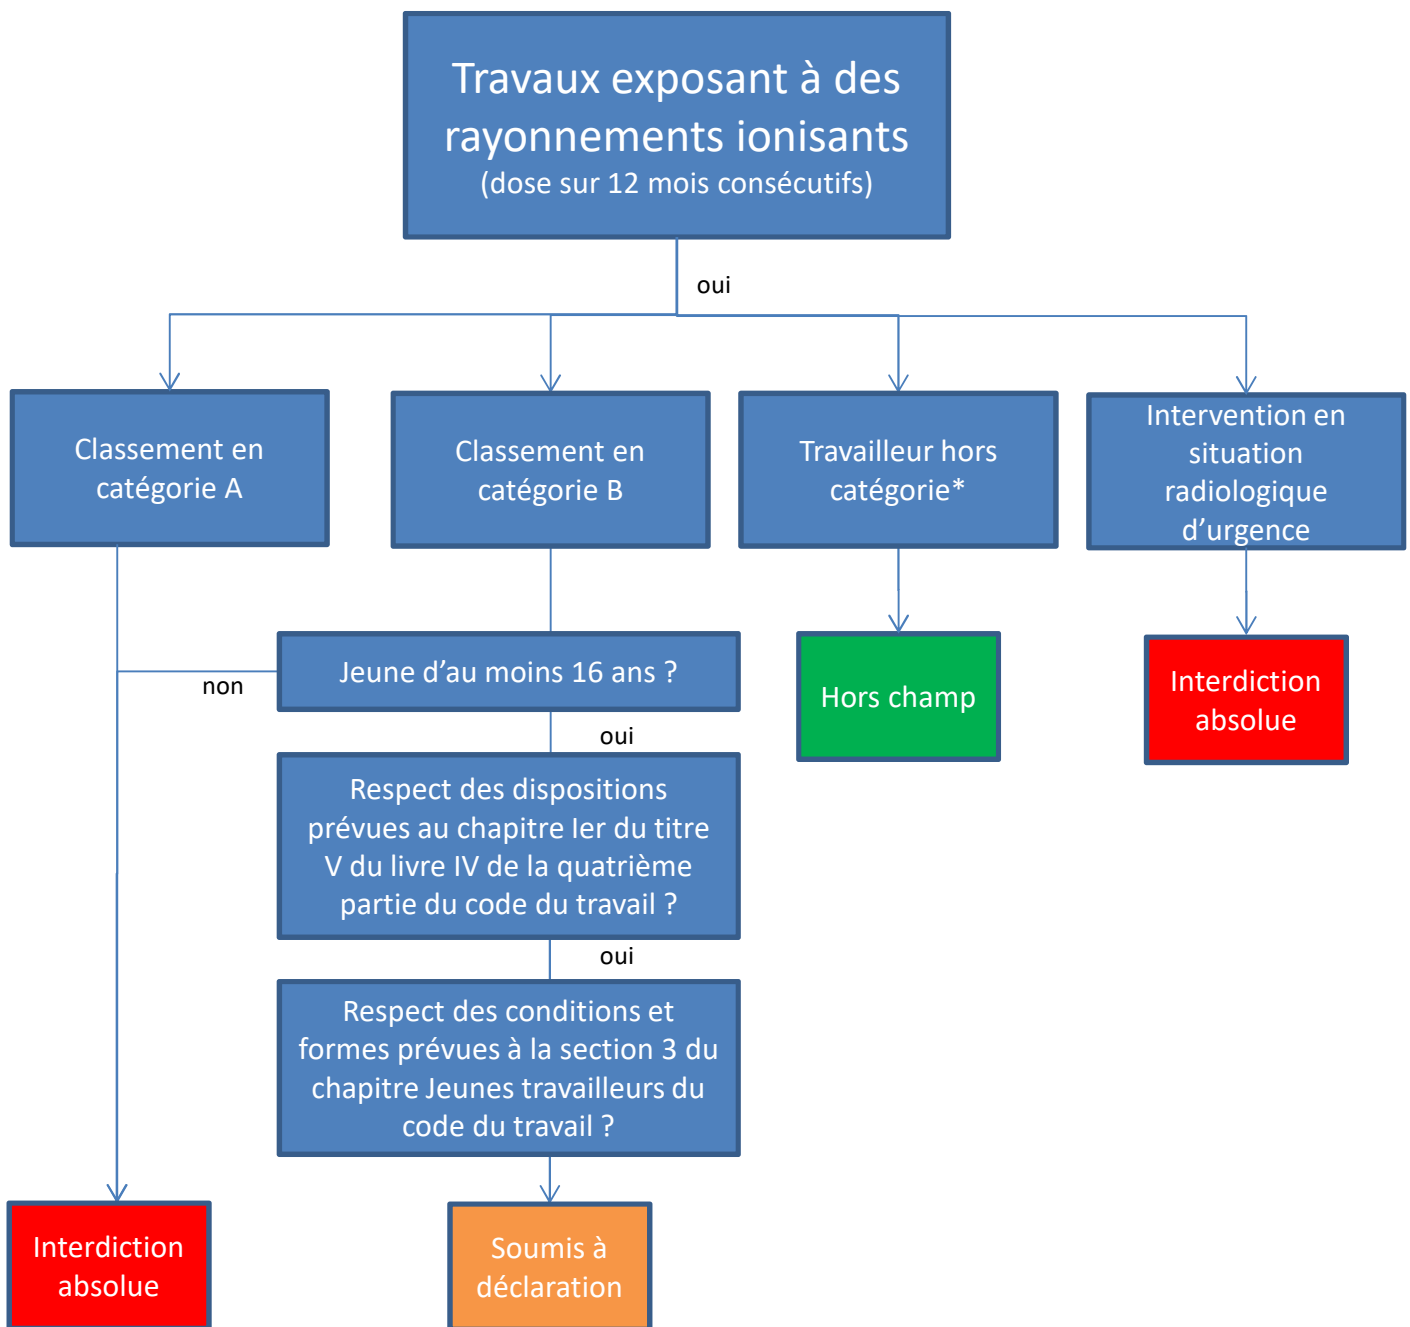 Travaux exposant à des
rayonnements ionisants
(dose sur 12 mois consécutifs)
oui
Classement en
catégorie A
Classement en
catégorie B
Travailleur hors
catégorie*
Intervention en
situation
radiologique
d’urgence
Jeune d’au moins 16 ans ?
non
oui
Hors champ
Interdiction
absolue
Respect des dispositions
prévues au chapitre Ier du titre
V du livre IV de la quatrième
partie du code du travail ?
oui
Respect des conditions et
formes prévues à la section 3 du
chapitre Jeunes travailleurs du
code du travail ?
Interdiction
absolue
Soumis à
déclaration